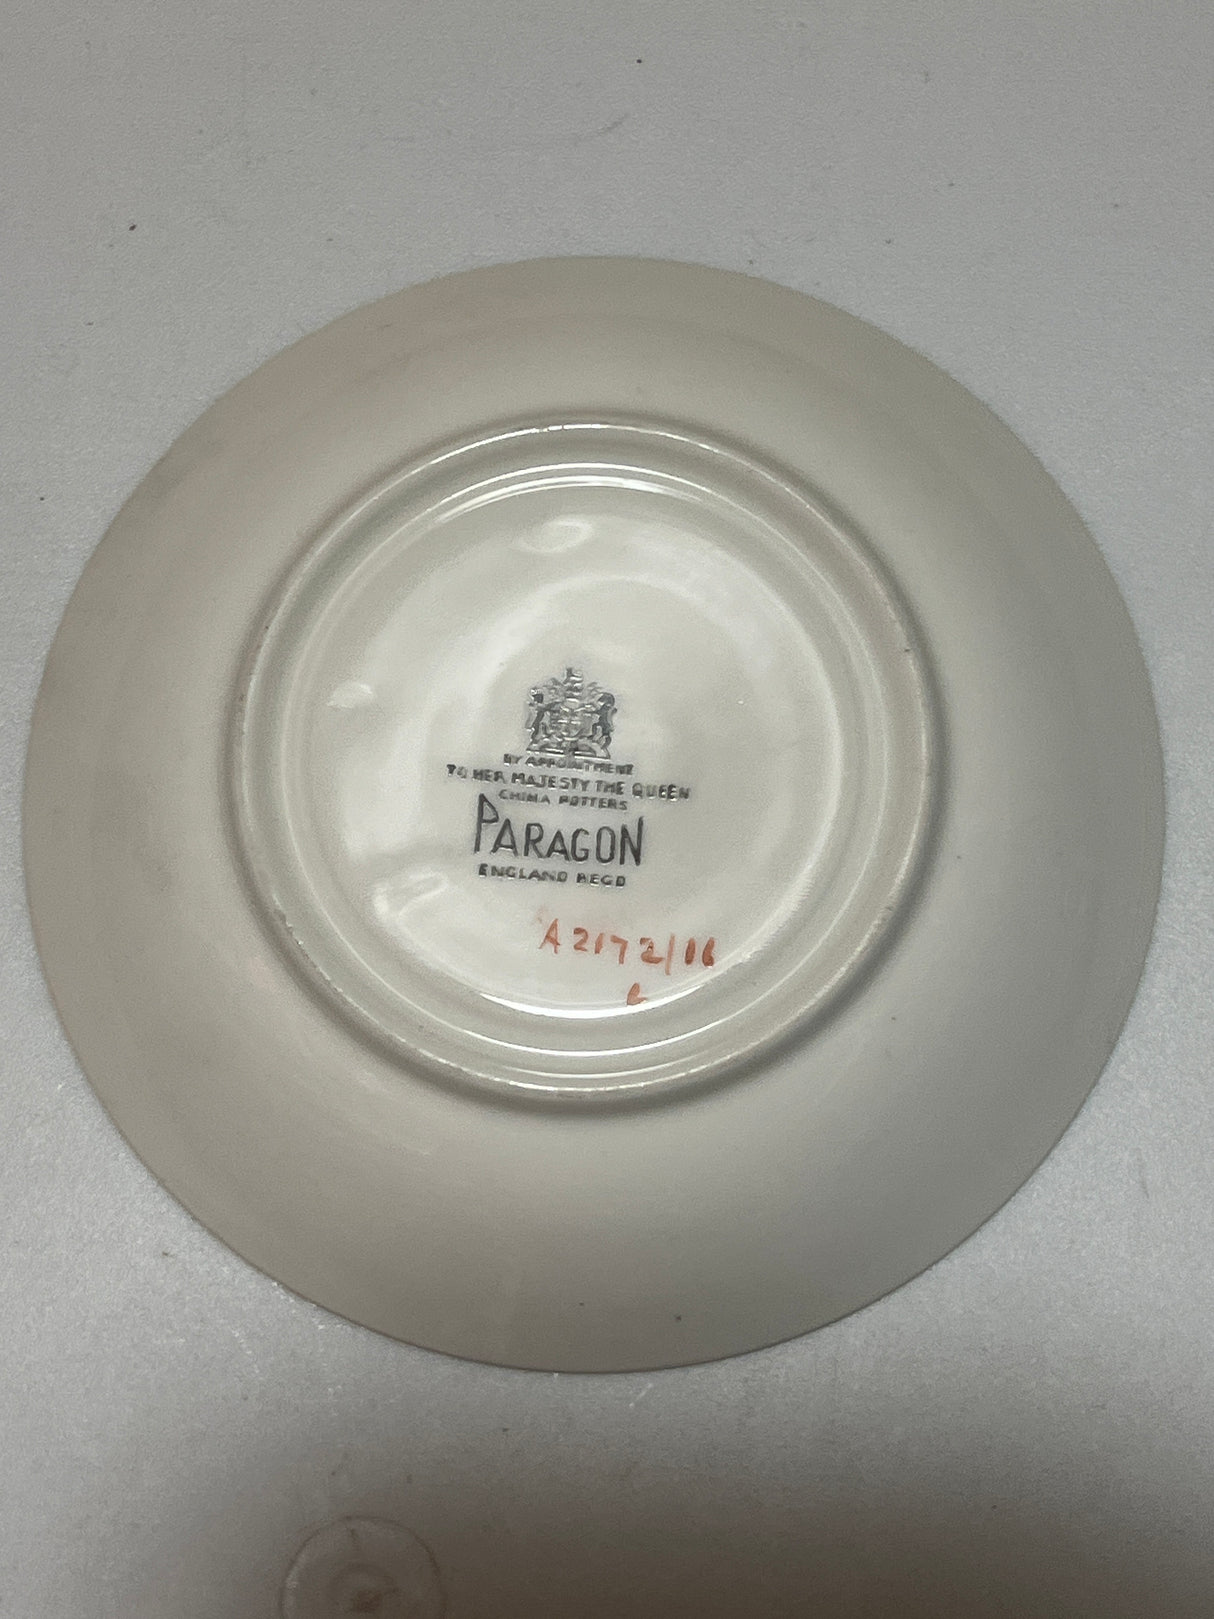 BY APPOINTMENT
TO HER MAJESTY THE QUEEN
CHINA POTTERS
PARAGON
ENGLAND REGD
A2172/16